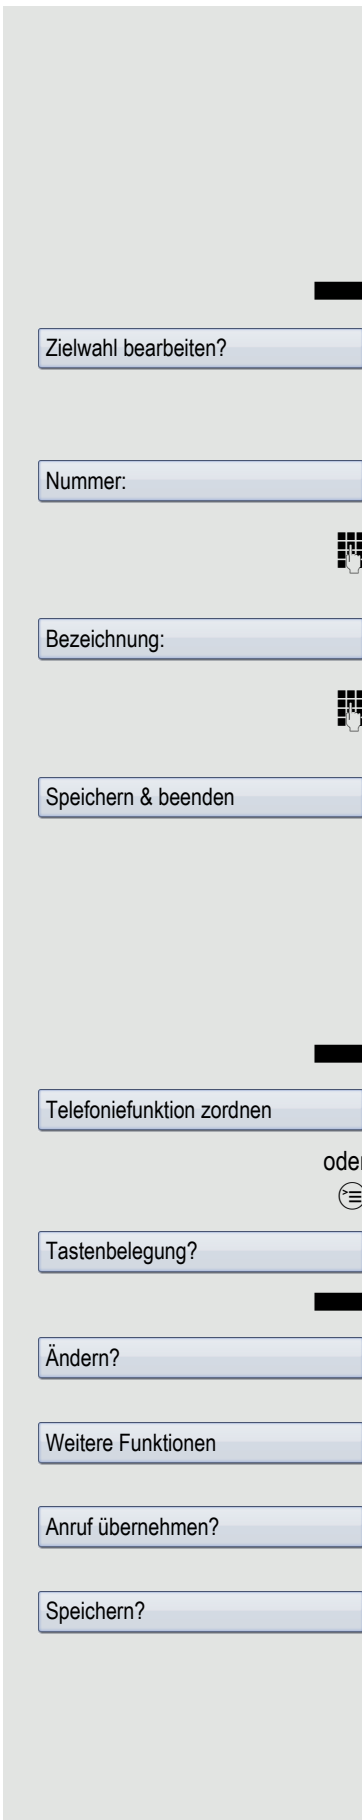 Zielwahl bearbeiten?
Nummer:
Bezeichnung:
Speichern & beenden
Telefoniefunktion zordnen
oder
Tastenbelegung?
Ändern?
Weitere Funktionen
Anruf übernehmen?
Speichern?